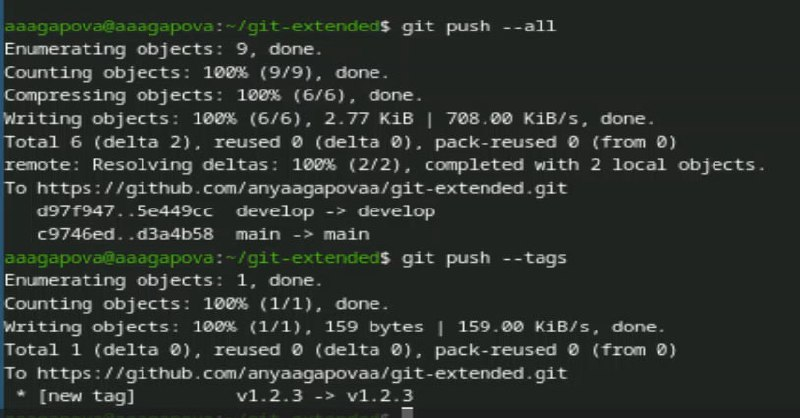 aaagapova@aaagapova:~/git-extended$ git push --all
Enumerating objects: 9, done.
Counting objects: 100% (9/9), done.
Compressing objects: 100% (6/6), done.
Writing objects: 100% (6/6), 2.77 KiB | 708.00 KiB/s, done.
Total 6 (delta 2), reused 0 (delta 0), pack-reused 0 (from 0)
remote: Resolving deltas: 100% (2/2), completed with 2 local objects.
To https://github.com/anyaagapovaa/git-extended.git
   d97f947..5e449cc  develop -> develop
   c9746ed..d3a4b58  main -> main
aaagapova@aaagapova:~/git-extended$ git push --tags
Enumerating objects: 1, done.
Counting objects: 100% (1/1), done.
Writing objects: 100% (1/1), 159 bytes | 159.00 KiB/s, done.
Total 1 (delta 0), reused 0 (delta 0), pack-reused 0 (from 0)
To https://github.com/anyaagapovaa/git-extended.git
 * [new tag]         v1.2.3 -> v1.2.3